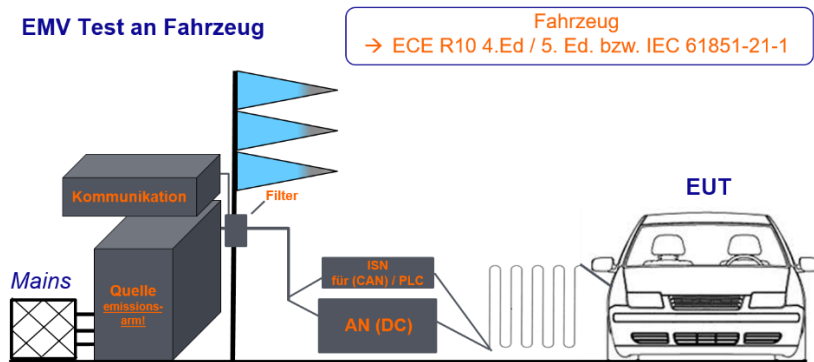 EMV Test an Fahrzeug
Fahrzeug
→ ECE R10 4.Ed / 5. Ed. bzw. IEC 61851-21-1
Kommunikation
Filter
EUT
Mains
Quelle
emissions-
arm!
ISN
für (CAN) / PLC
AN (DC)